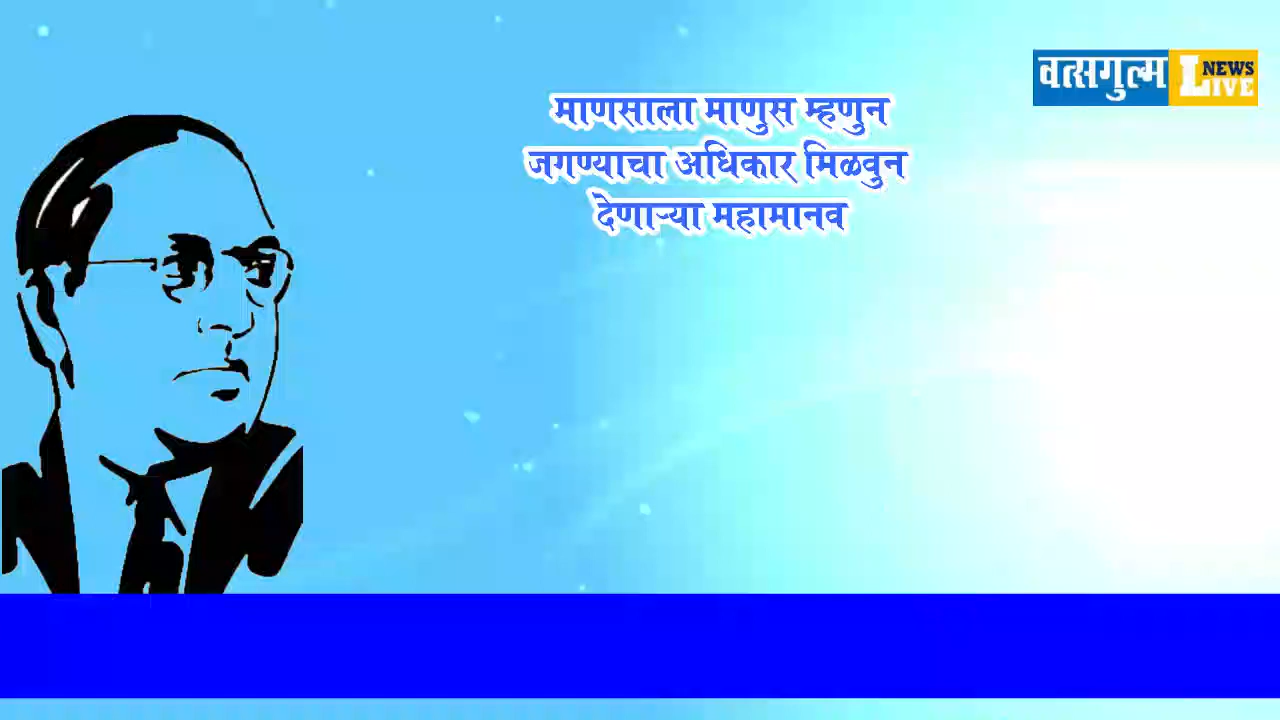 वत्सगुल्म LIVE NEWS
माणसाला माणुस म्हणुन
जगण्याचा अधिकार मिळवुन
देणाऱ्या महामानव